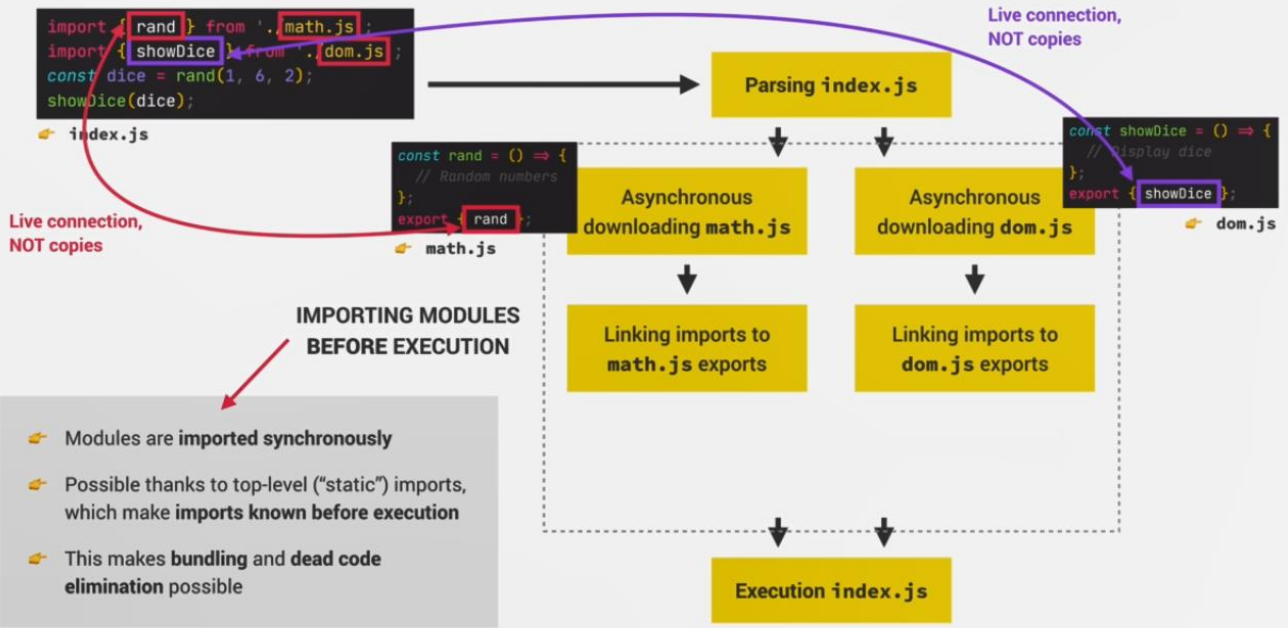 import { rand } from './math.js ;
import { showDice } from './dom.js ;
const dice = rand(1, 6, 2);
showDice(dice);
👉 index.js
Live connection,
NOT copies
Parsing index.js
const rand = () ⇒ {
// Random numbers
};
export { rand };
👉 math.js
const showDice = () ⇒ {
// Display dice
};
export { showDice };
👉 dom.js
Live connection,
NOT copies
Asynchronous
downloading math.js
Asynchronous
downloading dom.js
Linking imports to
math.js exports
Linking imports to
dom.js exports
IMPORTING MODULES
BEFORE EXECUTION
👉 Modules are imported synchronously
👉 Possible thanks to top-level (“static”) imports,
which make imports known before execution
👉 This makes bundling and dead code
elimination possible
Execution index.js